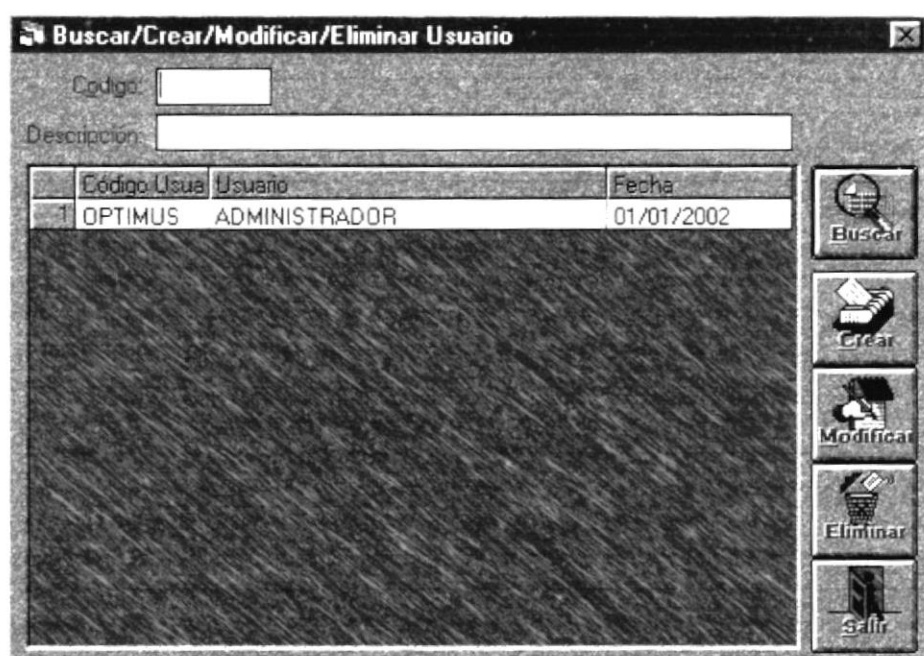 Buscar/Crear/Modificar/Eliminar Usuario
Codigo:
Descripción:
Código Usua Usuario Fecha
1 OPTIMUS ADMINISTRADOR 01/01/2002
Buscar
Crear
Modificar
Eliminar
Salir